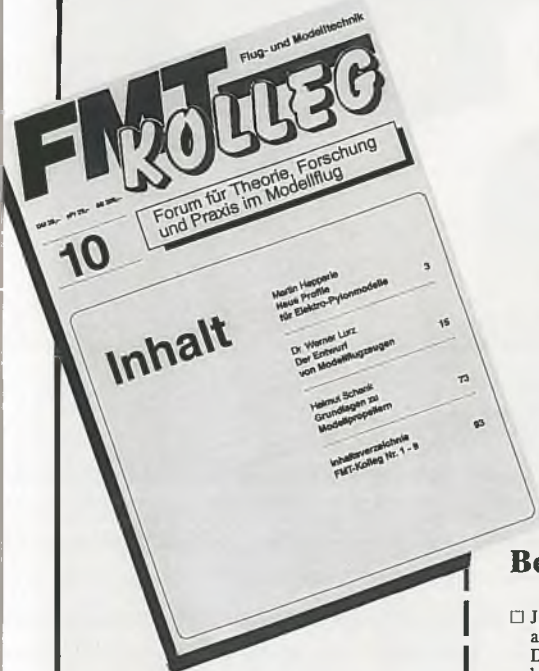 Flug- und Modelltechnik
FMT
KOLLEG
Forum für Theorie, Forschung
und Praxis im Modellflug
10
Inhalt
Martin Hepperle
Neue Profile
für Elektro-Pylonmodelle 3
Dr. Werner Lurz
Der Entwurf
von Modellflugzeugen 15
Helmut Schenk
Grundlagen zu
Modellpropellern 73
Inhaltsverzeichnis
FMT-Kolleg Nr. 1 - 9 93
Be
□ J
a
D